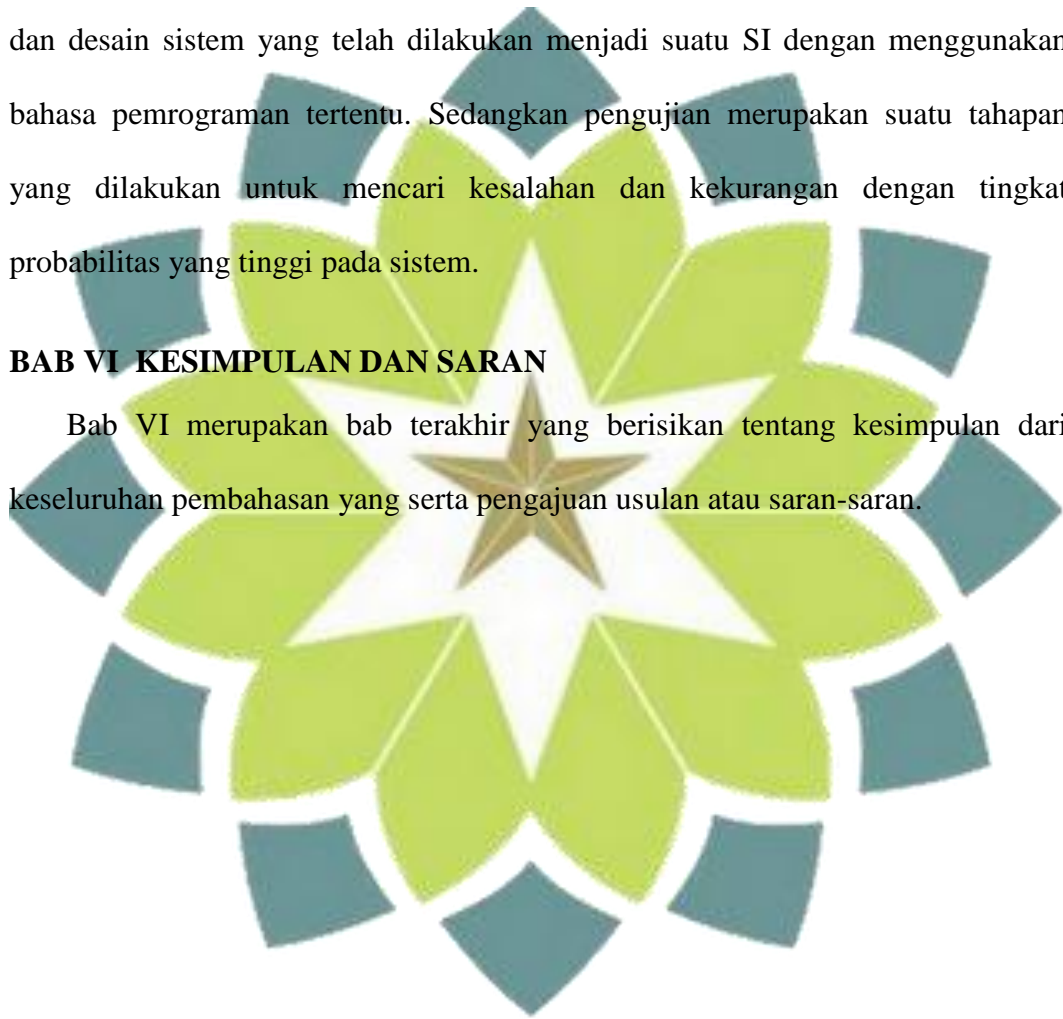 dan desain sistem yang telah dilakukan menjadi suatu SI dengan menggunakan
bahasa pemrograman tertentu. Sedangkan pengujian merupakan suatu tahapan
yang dilakukan untuk mencari kesalahan dan kekurangan dengan tingkat
probabilitas yang tinggi pada sistem.
BAB VI KESIMPULAN DAN SARAN
Bab VI merupakan bab terakhir yang berisikan tentang kesimpulan dari
keseluruhan pembahasan yang serta pengajuan usulan atau saran-saran.